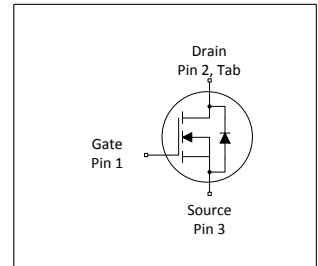 Drain
Pin 2, Tab
Gate
Pin 1
Source
Pin 3